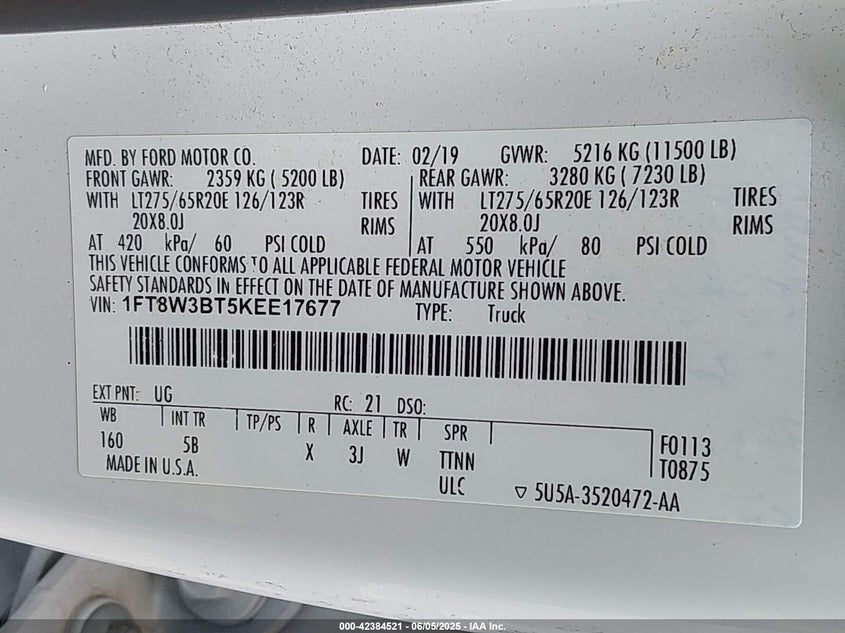 MFD. BY FORD MOTOR CO. DATE: 02/19 GVWR: 5216 KG (11500 LB)
FRONT GAWR: 2359 KG ( 5200 LB) REAR GAWR: 3280 KG ( 7230 LB)
WITH LT275/65R20E 126/123R TIRES WITH LT275/65R20E 126/123R TIRES
20X8.0J RIMS 20X8.0J RIMS
AT 420 kPa/ 60 PSI COLD AT 550 kPa/ 80 PSI COLD
THIS VEHICLE CONFORMS TO ALL APPLICABLE FEDERAL MOTOR VEHICLE
SAFETY STANDARDS IN EFFECT ON THE DATE OF MANUFACTURE SHOWN ABOVE.
VIN: 1FT8W3BT5KEE17677 TYPE: Truck
EXT PNT: UG RC: 21 DSO:
WB INT TR TP/PS R AXLE TR SPR
160 5B X 3J W TTNN F0113
MADE IN U.S.A. ULC T0875
▽ 5U5A-3520472-AA
000-42384521 - 06/05/2025 - IAA Inc.